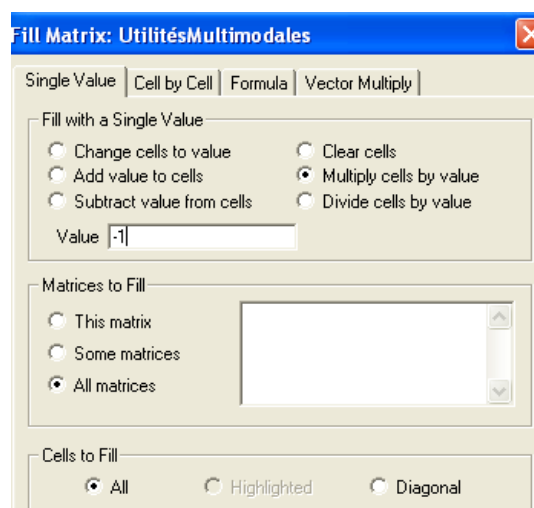 Fill Matrix: UtilitésMultimodales
Single Value Cell by Cell Formula Vector Multiply
Fill with a Single Value
Change cells to value Clear cells
Add value to cells Multiply cells by value
Subtract value from cells Divide cells by value
Value -1
Matrices to Fill
This matrix
Some matrices
All matrices
Cells to Fill
All Highlighted Diagonal